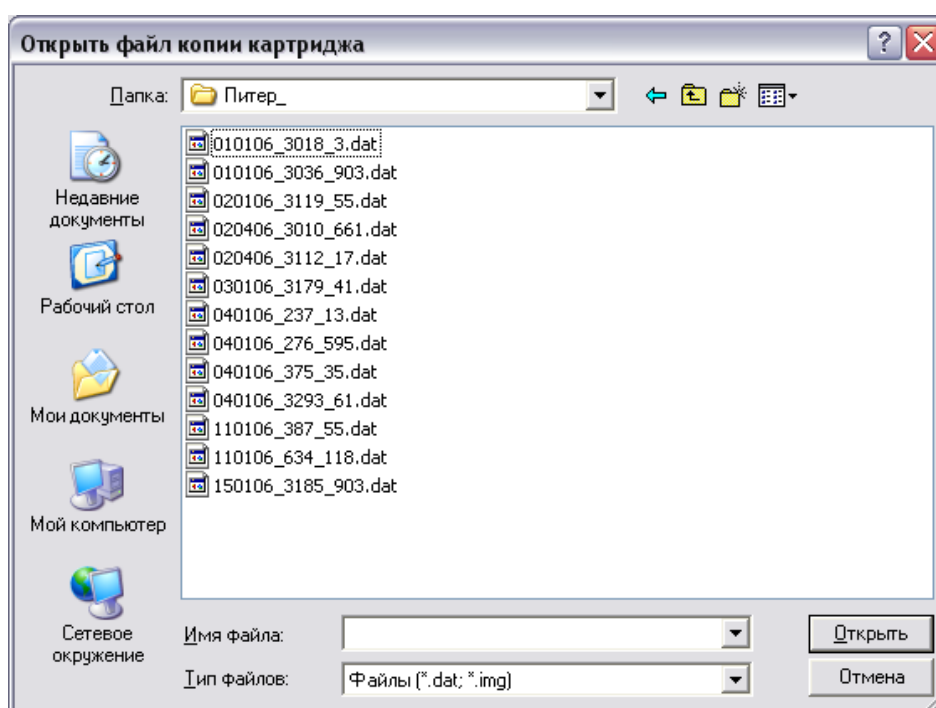 Открыть файл копии картриджа
Папка: Питер_
010106_3018_3.dat
010106_3036_903.dat
020106_3119_55.dat
020406_3010_661.dat
020406_3112_17.dat
030106_3179_41.dat
040106_237_13.dat
040106_276_595.dat
040106_375_35.dat
040106_3293_61.dat
110106_387_55.dat
110106_634_118.dat
150106_3185_903.dat
Недавние
документы
Рабочий стол
Мои документы
Мой компьютер
Сетевое
окружение
Имя файла:
Открыть
Тип файлов: Файлы (*.dat; *.img)
Отмена